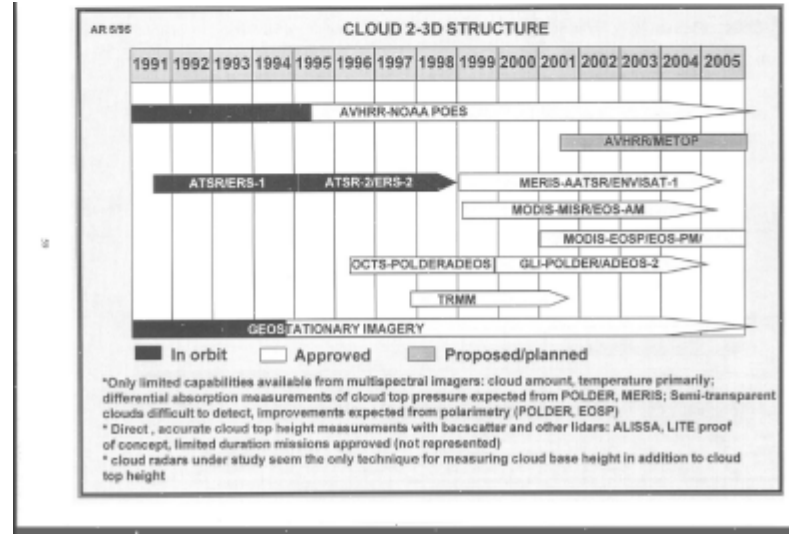 AR 5/95
CLOUD 2-3D STRUCTURE
1991 1992 1993 1994 1995 1996 1997 1998 1999 2000 2001 2002 2003 2004 2005
AVHRR-NOAA POES
AVHRR/METOP
ATSR/ERS-1 ATSR-2/ERS-2 MERIS-AATSR/ENVISAT-1
MODIS-MISR/EOS-AM
MODIS-EOSP/EOS-PM/
OCTS-POLDERADEOS GLI-POLDER/ADEOS-2
TRMM
GEOSTATIONARY IMAGERY
In orbit Approved Proposed/planned
*Only limited capabilities available from multispectral imagers: cloud amount, temperature primarily;
differential absorption measurements of cloud top pressure expected from POLDER, MERIS; Semi-transparent
clouds difficult to detect, improvements expected from polarimetry (POLDER, EOSP)
* Direct , accurate cloud top height measurements with bacscatter and other lidars: ALISSA, LITE proof
of concept, limited duration missions approved (not represented)
* cloud radars under study seem the only technique for measuring cloud base height in addition to cloud
top height